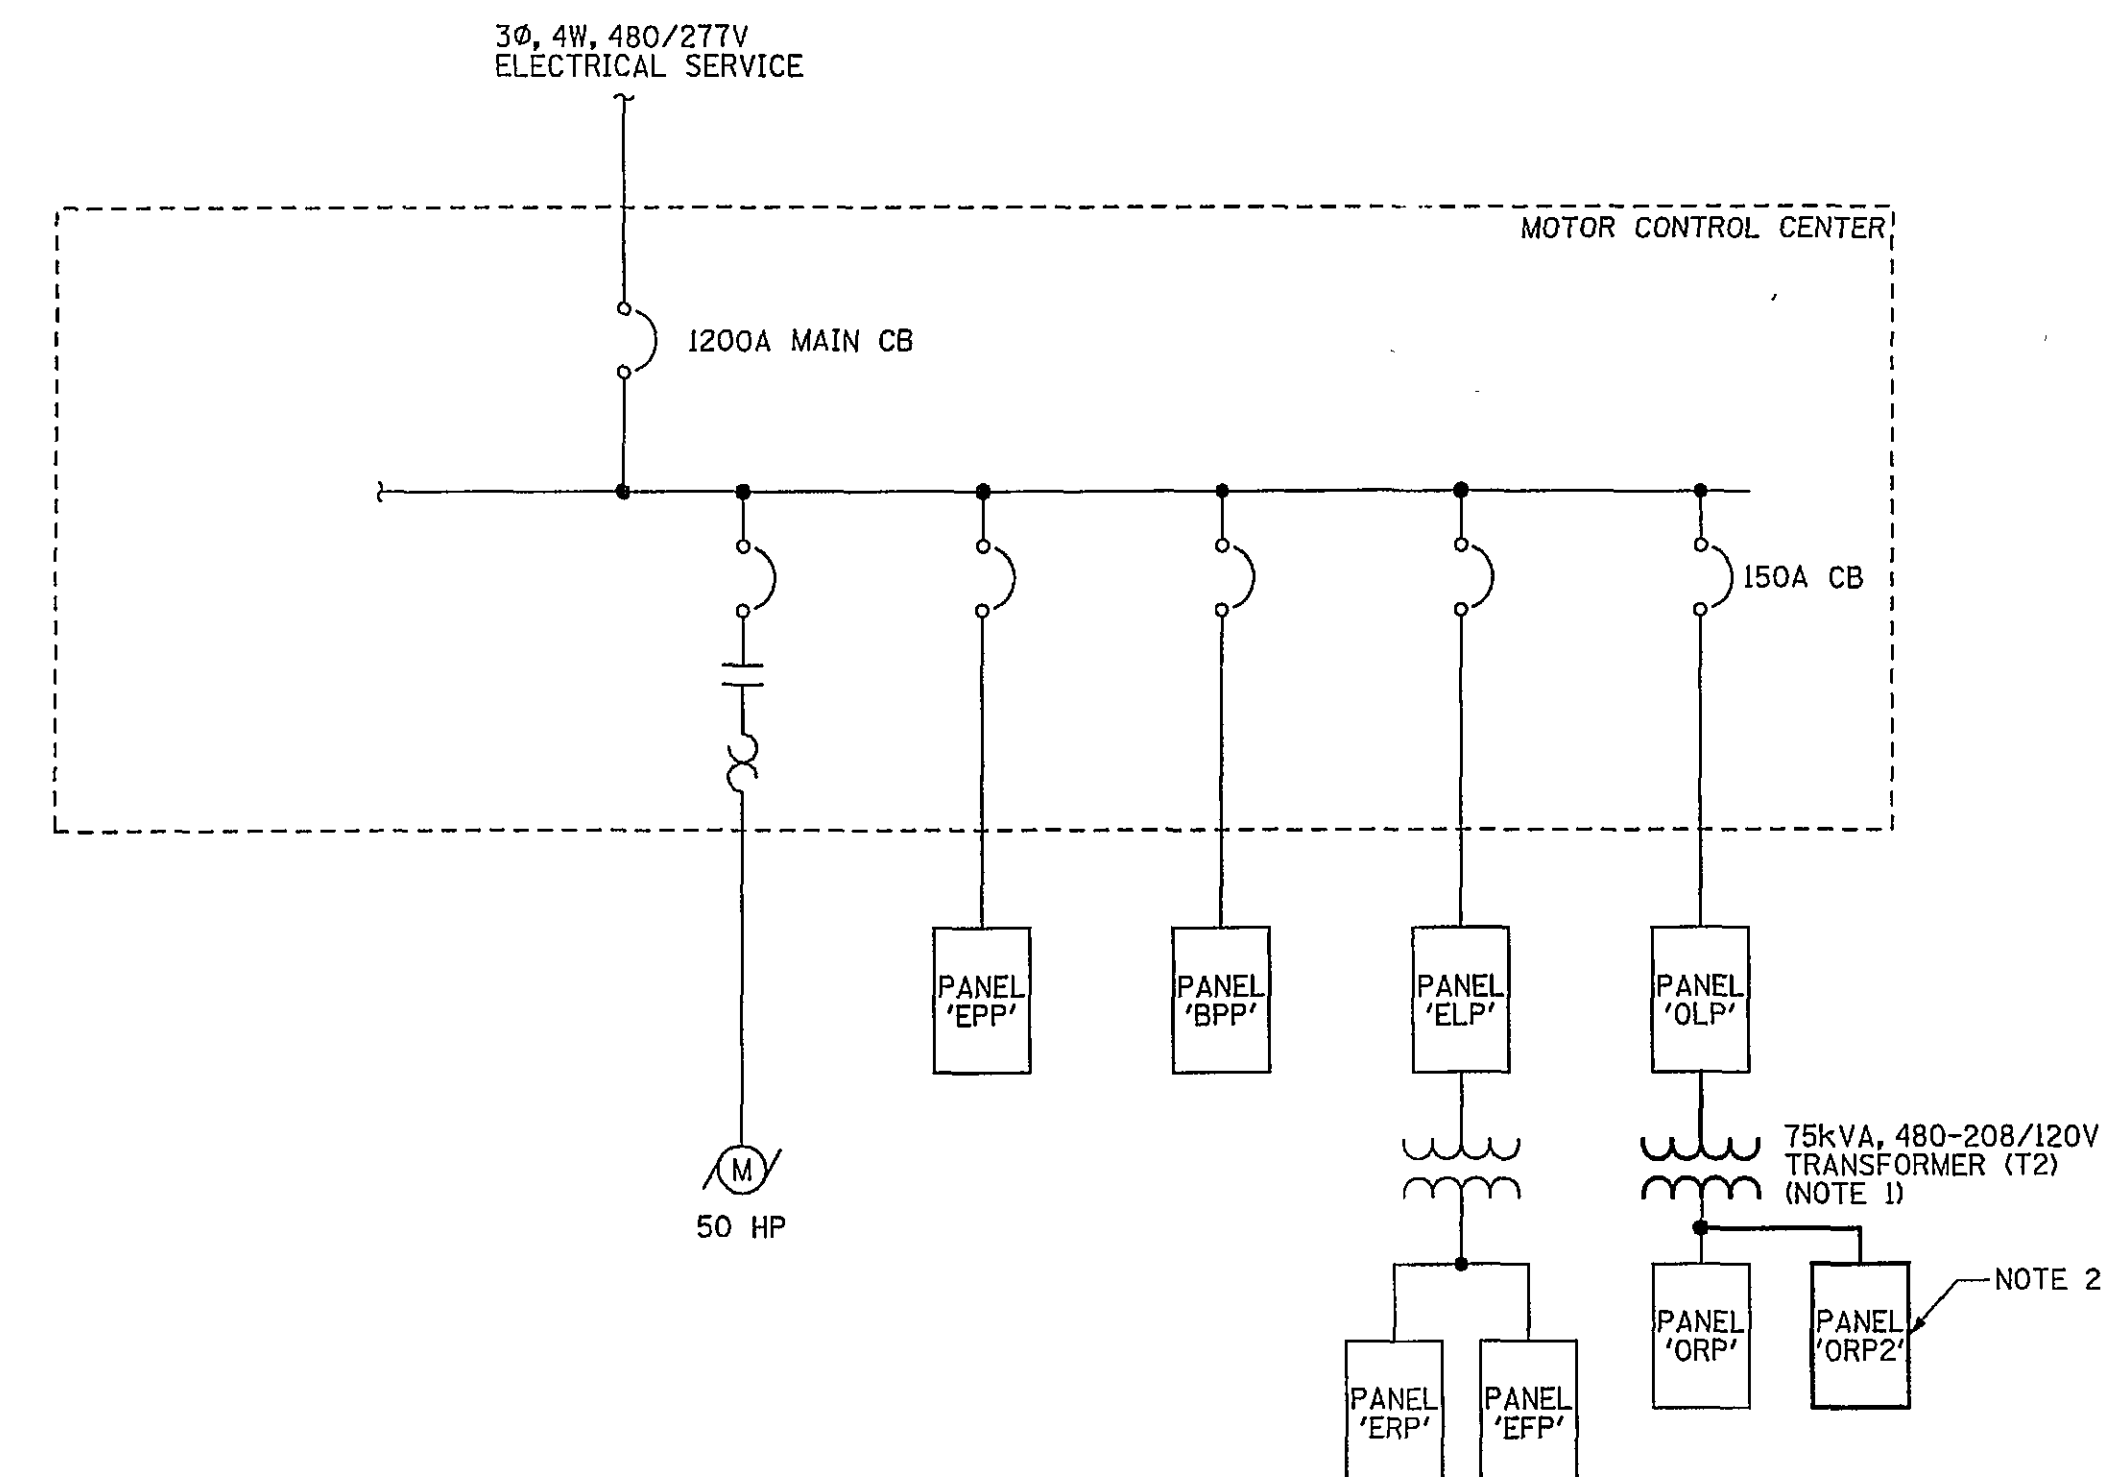 3Ø, 4W, 480/277V
ELECTRICAL SERVICE
MOTOR CONTROL CENTER
1200A MAIN CB
150A CB
PANEL
'EPP'
PANEL
'BPP'
PANEL
'ELP'
PANEL
'OLP'
75kVA, 480-208/120V
TRANSFORMER (T2)
(NOTE 1)
M
50 HP
NOTE 2
PANEL
'ORP'
PANEL
'ORP2'
PANEL
'ERP'
PANEL
'EFP'